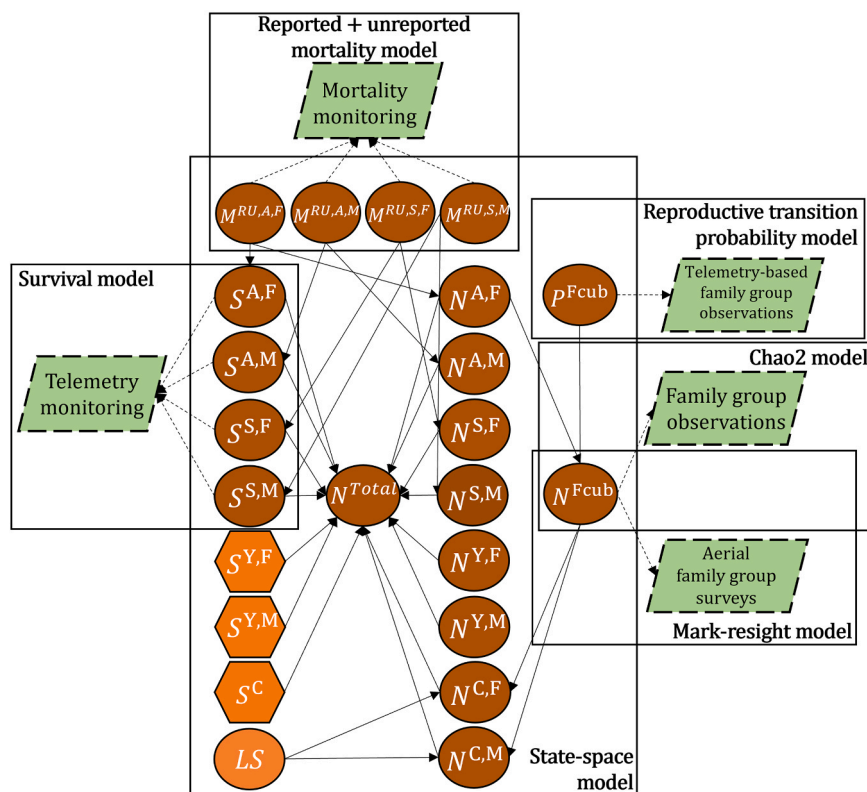 Reported + unreported
mortality model
Mortality
monitoring
M^{RU,A,F}
M^{RU,A,M}
M^{RU,S,F}
M^{RU,S,M}
Reproductive transition
probability model
Survival model
S^{A,F}
N^{A,F}
P^{Fcub}
Telemetry-based
family group
observations
S^{A,M}
N^{A,M}
Chao2 model
Telemetry
monitoring
Family group
observations
S^{S,F}
N^{S,F}
S^{S,M}
N^{Total}
N^{S,M}
N^{Fcub}
S^{Y,F}
N^{Y,F}
Aerial
family group
surveys
S^{Y,M}
N^{Y,M}
Mark-resight model
S^{C}
N^{C,F}
LS
N^{C,M}
State-space
model